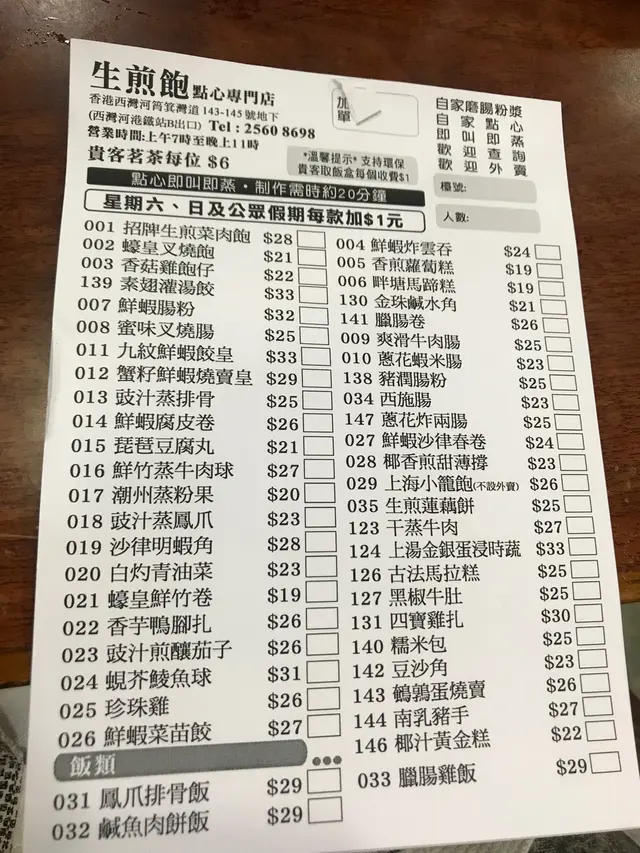 生煎飽點心專門店
香港西灣河筲箕灣道 143-145 號地下
(西灣河港鐵站B出口) Tel : 2560 8698
營業時間:上午7時至晚上11時
貴客茗茶每位 $6
加
單
*溫馨提示* 支持環保
貴客取飯盒每個收費$1
自家磨腸粉漿
自家點心
即叫即蒸
歡迎查詢
歡迎外賣
點心即叫即蒸・制作需時約20分鐘
檯號:
星期六、日及公眾假期每款加$1元
人數:
001 招牌生煎菜肉飽 $28
002 蠔皇叉燒飽 $21
003 香菇雞飽仔 $22
139 素翅灌湯餃 $33
007 鮮蝦腸粉 $32
008 蜜味叉燒腸 $25
011 九紋鮮蝦餃皇 $33
012 蟹籽鮮蝦燒賣皇 $29
013 豉汁蒸排骨 $25
014 鮮蝦腐皮卷 $26
015 琵琶豆腐丸 $21
016 鮮竹蒸牛肉球 $27
017 潮州蒸粉果 $20
018 豉汁蒸鳳爪 $23
019 沙律明蝦角 $28
020 白灼青油菜 $23
021 蠔皇鮮竹卷 $19
022 香芋鴨腳扎 $26
023 豉汁煎釀茄子 $26
024 蜆芥鯪魚球 $31
025 珍珠雞 $26
026 鮮蝦菜苗餃 $27
004 鮮蝦炸雲吞 $24
005 香煎蘿蔔糕 $19
006 畔塘馬蹄糕 $19
130 金珠鹹水角 $21
141 臘腸卷 $26
009 爽滑牛肉腸 $25
010 蔥花蝦米腸 $23
138 豬潤腸粉 $25
034 西施腸 $23
147 蔥花炸兩腸 $25
027 鮮蝦沙律春卷 $24
028 椰香煎甜薄撐 $23
029 上海小籠飽(不設外賣) $26
035 生煎蓮藕餅 $25
123 干蒸牛肉 $27
124 上湯金銀蛋浸時蔬 $33
126 古法馬拉糕 $25
127 黑椒牛肚 $25
131 四寶雞扎 $30
140 糯米包 $25
142 豆沙角 $23
143 鵪鶉蛋燒賣 $26
144 南乳豬手 $27
146 椰汁黃金糕 $22
飯類
031 鳳爪排骨飯 $29
032 鹹魚肉餅飯 $29
033 臘腸雞飯 $29